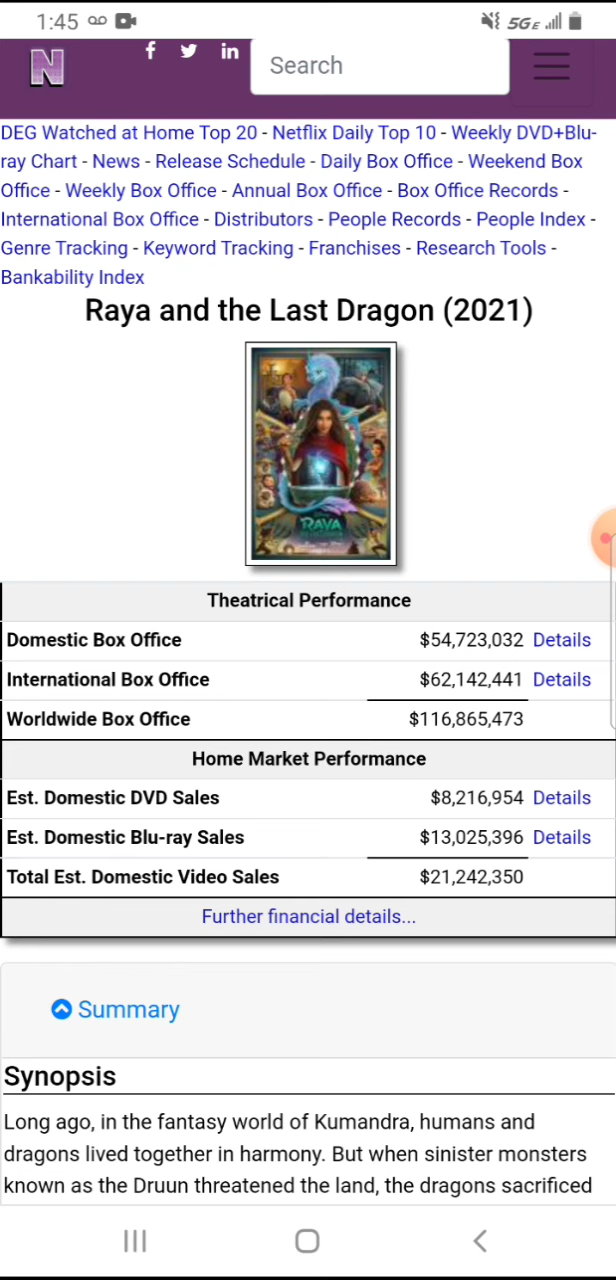 1:45 5GE
N f in Search
DEG Watched at Home Top 20 - Netflix Daily Top 10 - Weekly DVD+Blu-
ray Chart - News - Release Schedule - Daily Box Office - Weekend Box
Office - Weekly Box Office - Annual Box Office - Box Office Records -
International Box Office - Distributors - People Records - People Index -
Genre Tracking - Keyword Tracking - Franchises - Research Tools -
Bankability Index
Raya and the Last Dragon (2021)
RAYA
Theatrical Performance
Domestic Box Office $54,723,032 Details
International Box Office $62,142,441 Details
Worldwide Box Office $116,865,473
Home Market Performance
Est. Domestic DVD Sales $8,216,954 Details
Est. Domestic Blu-ray Sales $13,025,396 Details
Total Est. Domestic Video Sales $21,242,350
Further financial details...
Summary
Synopsis
Long ago, in the fantasy world of Kumandra, humans and
dragons lived together in harmony. But when sinister monsters
known as the Druun threatened the land, the dragons sacrificed